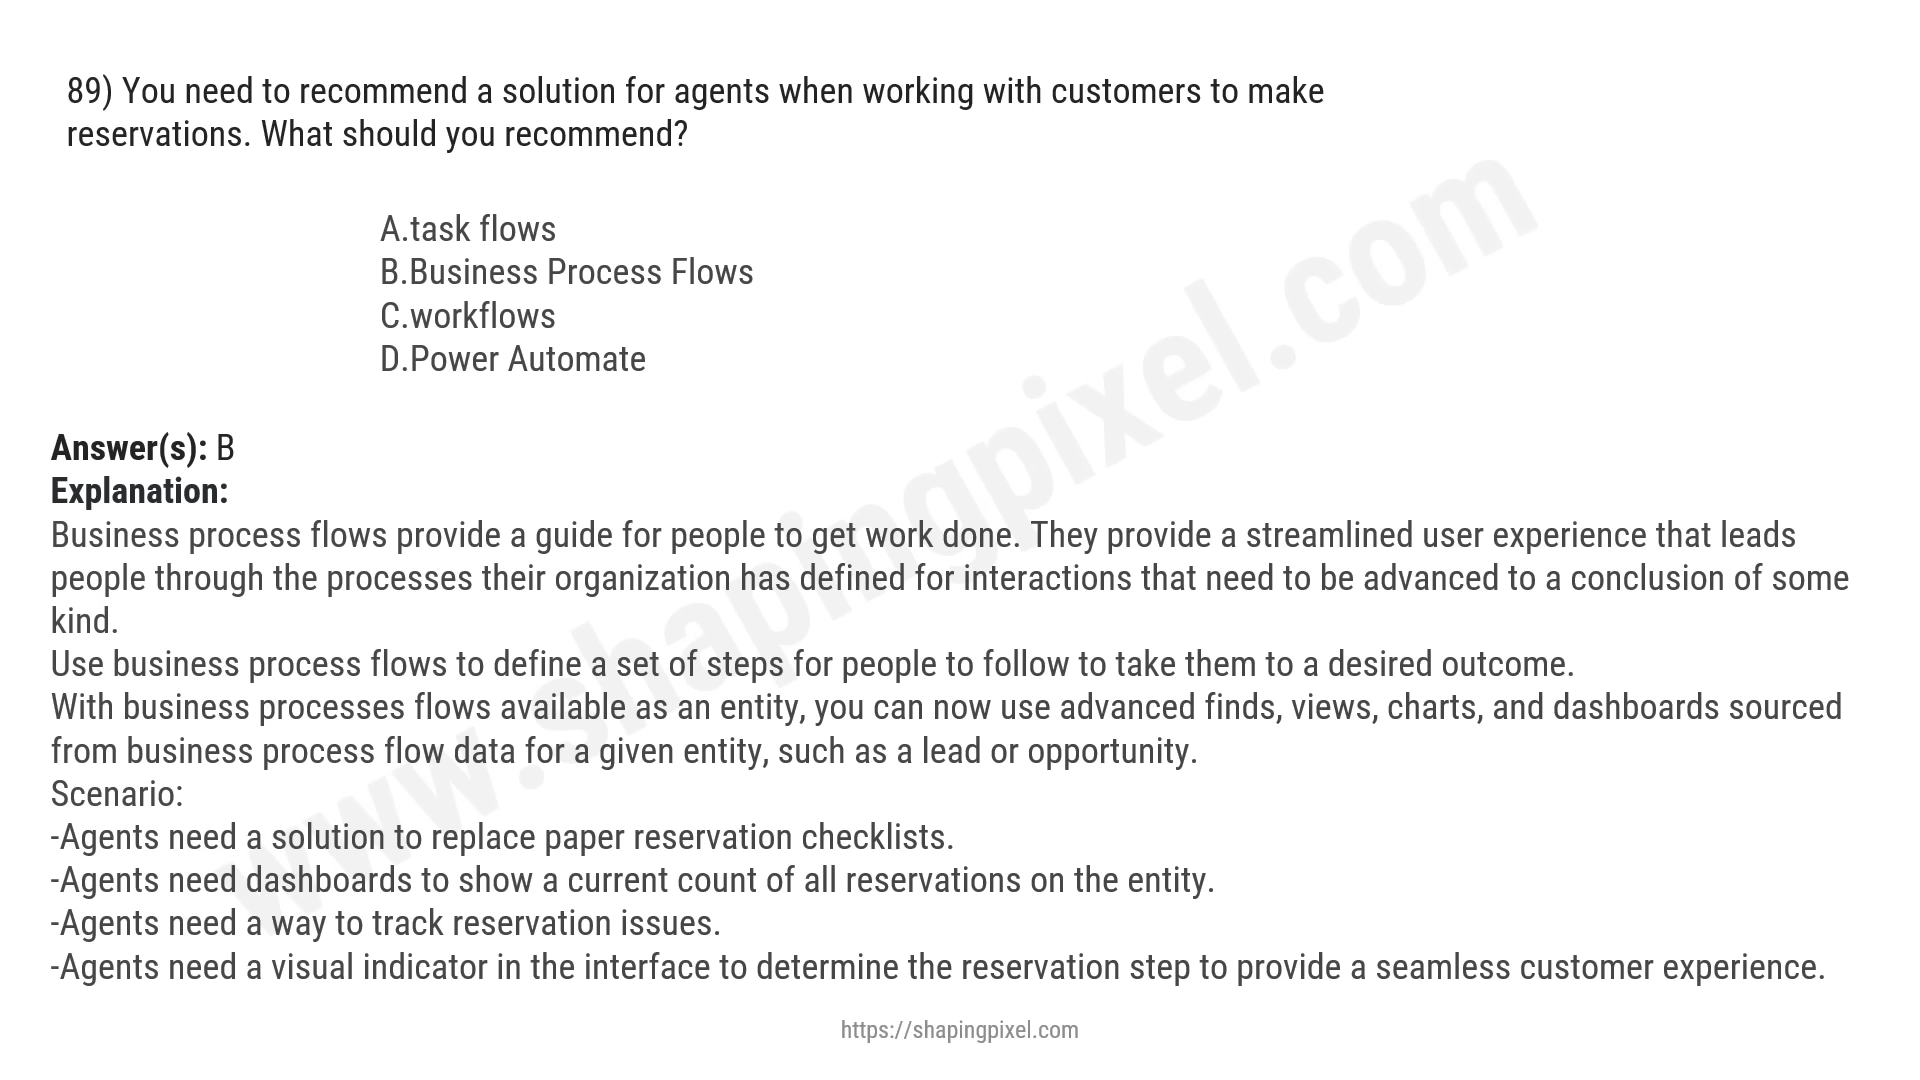 89) You need to recommend a solution for agents when working with customers to make
reservations. What should you recommend?
A.task flows
B.Business Process Flows
C.workflows
D.Power Automate
Answer(s): B
Explanation:
Business process flows provide a guide for people to get work done. They provide a streamlined user experience that leads
people through the processes their organization has defined for interactions that need to be advanced to a conclusion of some
kind.
Use business process flows to define a set of steps for people to follow to take them to a desired outcome.
With business processes flows available as an entity, you can now use advanced finds, views, charts, and dashboards sourced
from business process flow data for a given entity, such as a lead or opportunity.
Scenario:
-Agents need a solution to replace paper reservation checklists.
-Agents need dashboards to show a current count of all reservations on the entity.
-Agents need a way to track reservation issues.
-Agents need a visual indicator in the interface to determine the reservation step to provide a seamless customer experience.
https://shapingpixel.com
www.shapingpixel.com